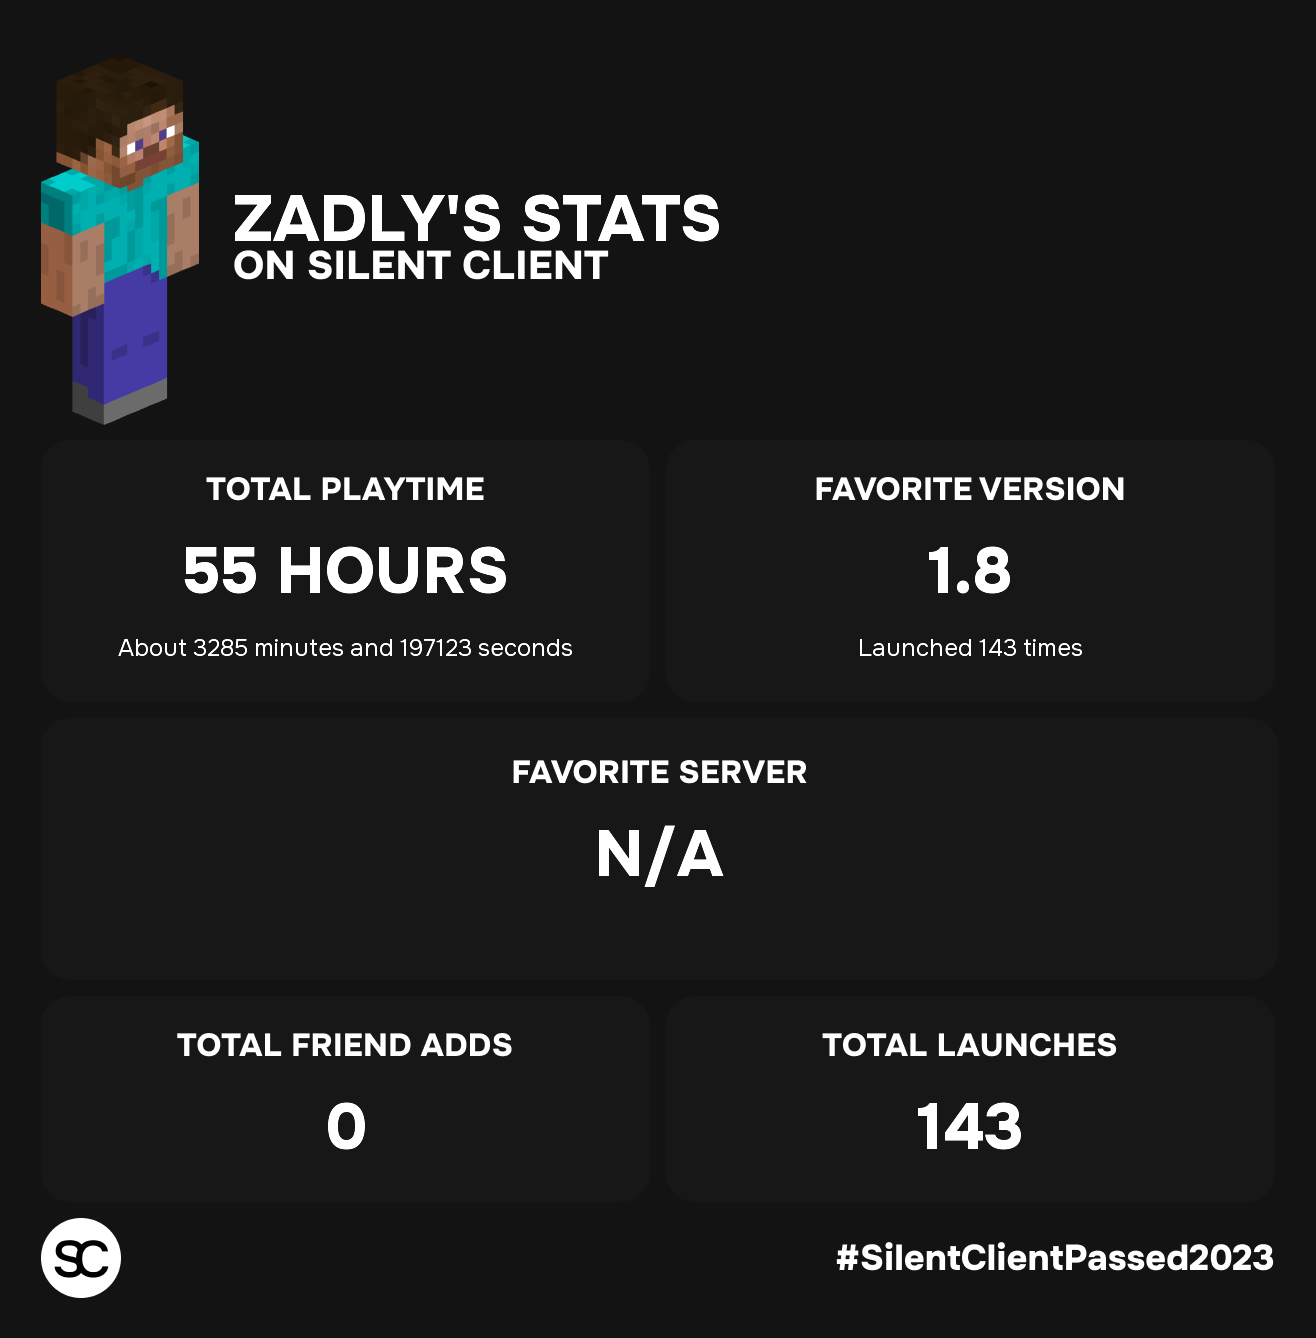 ZADLY'S STATS
ON SILENT CLIENT
TOTAL PLAYTIME
55 HOURS
About 3285 minutes and 197123 seconds
FAVORITE VERSION
1.8
Launched 143 times
FAVORITE SERVER
N/A
TOTAL FRIEND ADDS
0
TOTAL LAUNCHES
143
SC
#SilentClientPassed2023